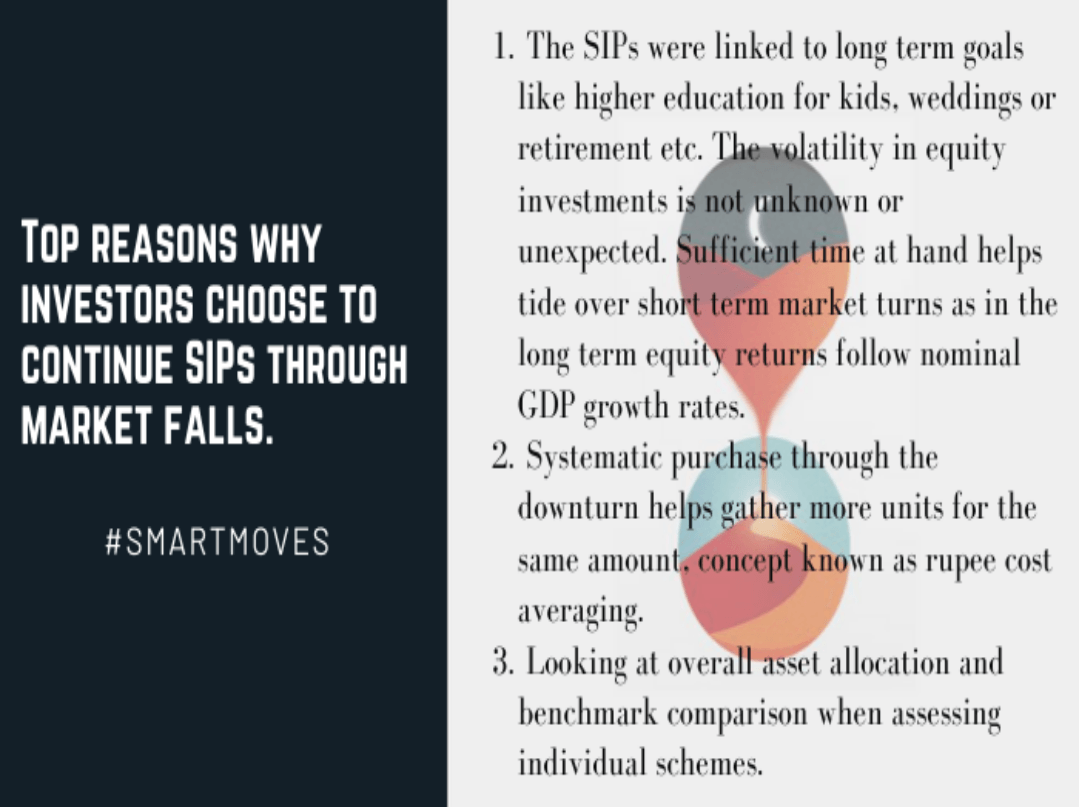 Top reasons why
investors choose to
continue SIPs through
market falls.
#SMARTMOVES
1. The SIPs were linked to long term goals
like higher education for kids, weddings or
retirement etc. The volatility in equity
investments is not unknown or
unexpected. Sufficient time at hand helps
tide over short term market turns as in the
long term equity returns follow nominal
GDP growth rates.
2. Systematic purchase through the
downturn helps gather more units for the
same amount, concept known as rupee cost
averaging.
3. Looking at overall asset allocation and
benchmark comparison when assessing
individual schemes.